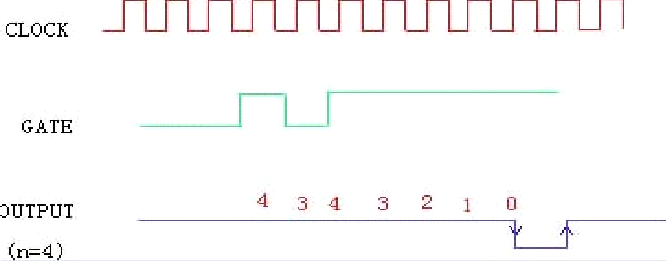 CLOCK
GATE
4 3 4 3 2 1 0
OUTPUT
(n=4)